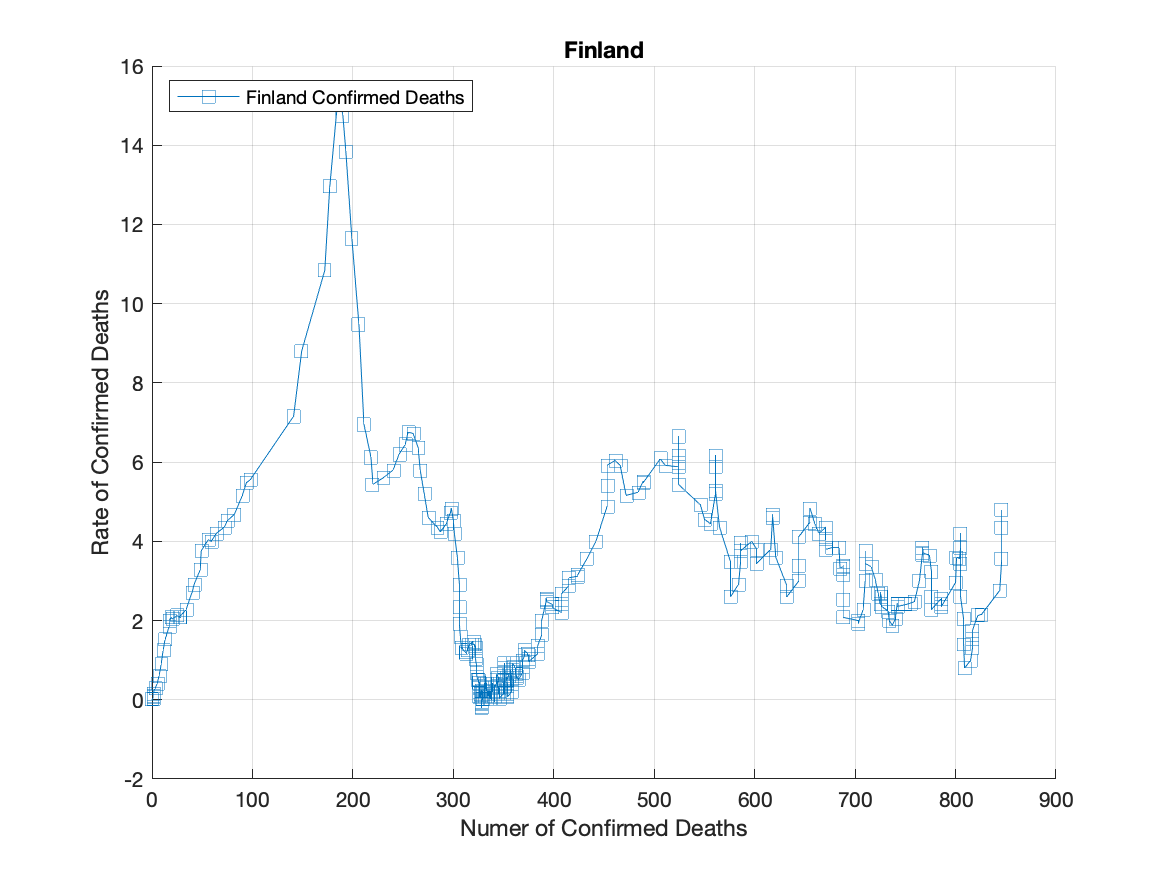 Finland
16
Finland Confirmed Deaths
14
12
10
8
6
4
2
0
-2
Rate of Confirmed Deaths
0 100 200 300 400 500 600 700 800 900
Numer of Confirmed Deaths